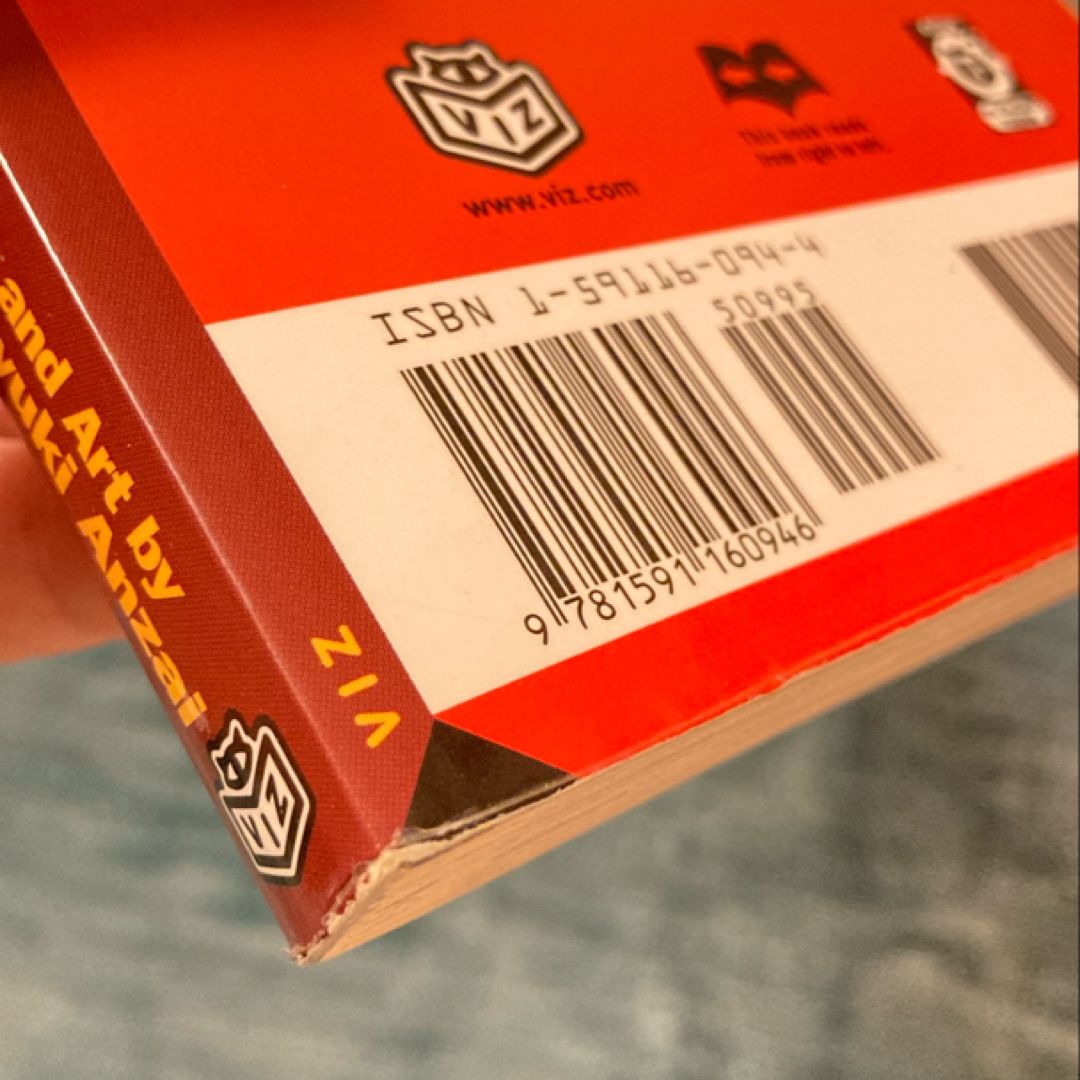 VIZ
www.viz.com
This book reads
from right to left.
ISBN 1-59116-094-4
50995
9 781591 160946
and Art by
yuki Anzai
VIZ
VIZ